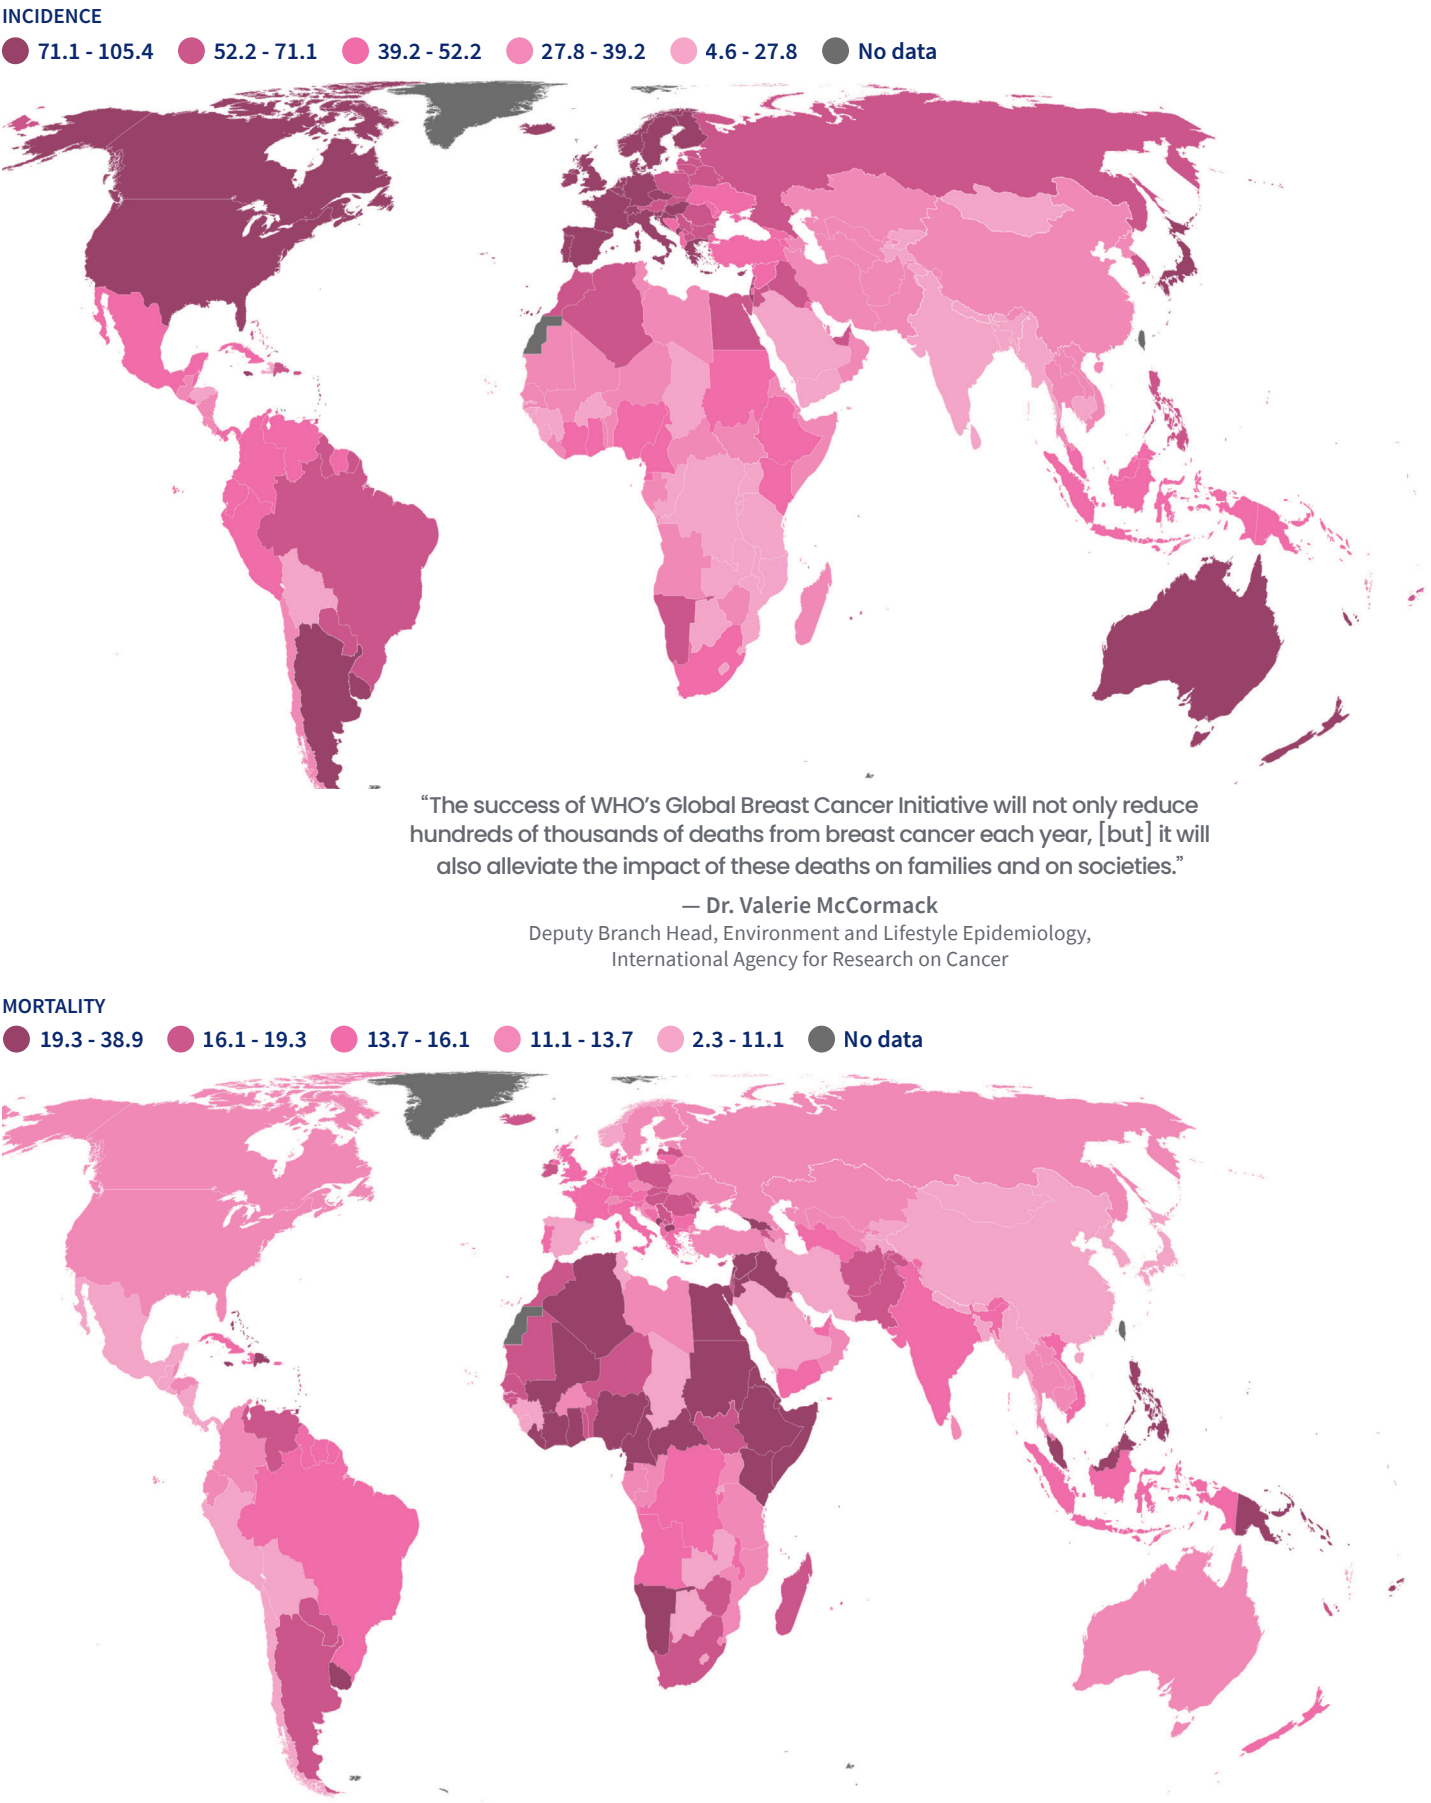 INCIDENCE
71.1 - 105.4 52.2 - 71.1 39.2 - 52.2 27.8 - 39.2 4.6 - 27.8 No data
“The success of WHO’s Global Breast Cancer Initiative will not only reduce
hundreds of thousands of deaths from breast cancer each year, [but] it will
also alleviate the impact of these deaths on families and on societies.”
— Dr. Valerie McCormack
Deputy Branch Head, Environment and Lifestyle Epidemiology,
International Agency for Research on Cancer
MORTALITY
19.3 - 38.9 16.1 - 19.3 13.7 - 16.1 11.1 - 13.7 2.3 - 11.1 No data